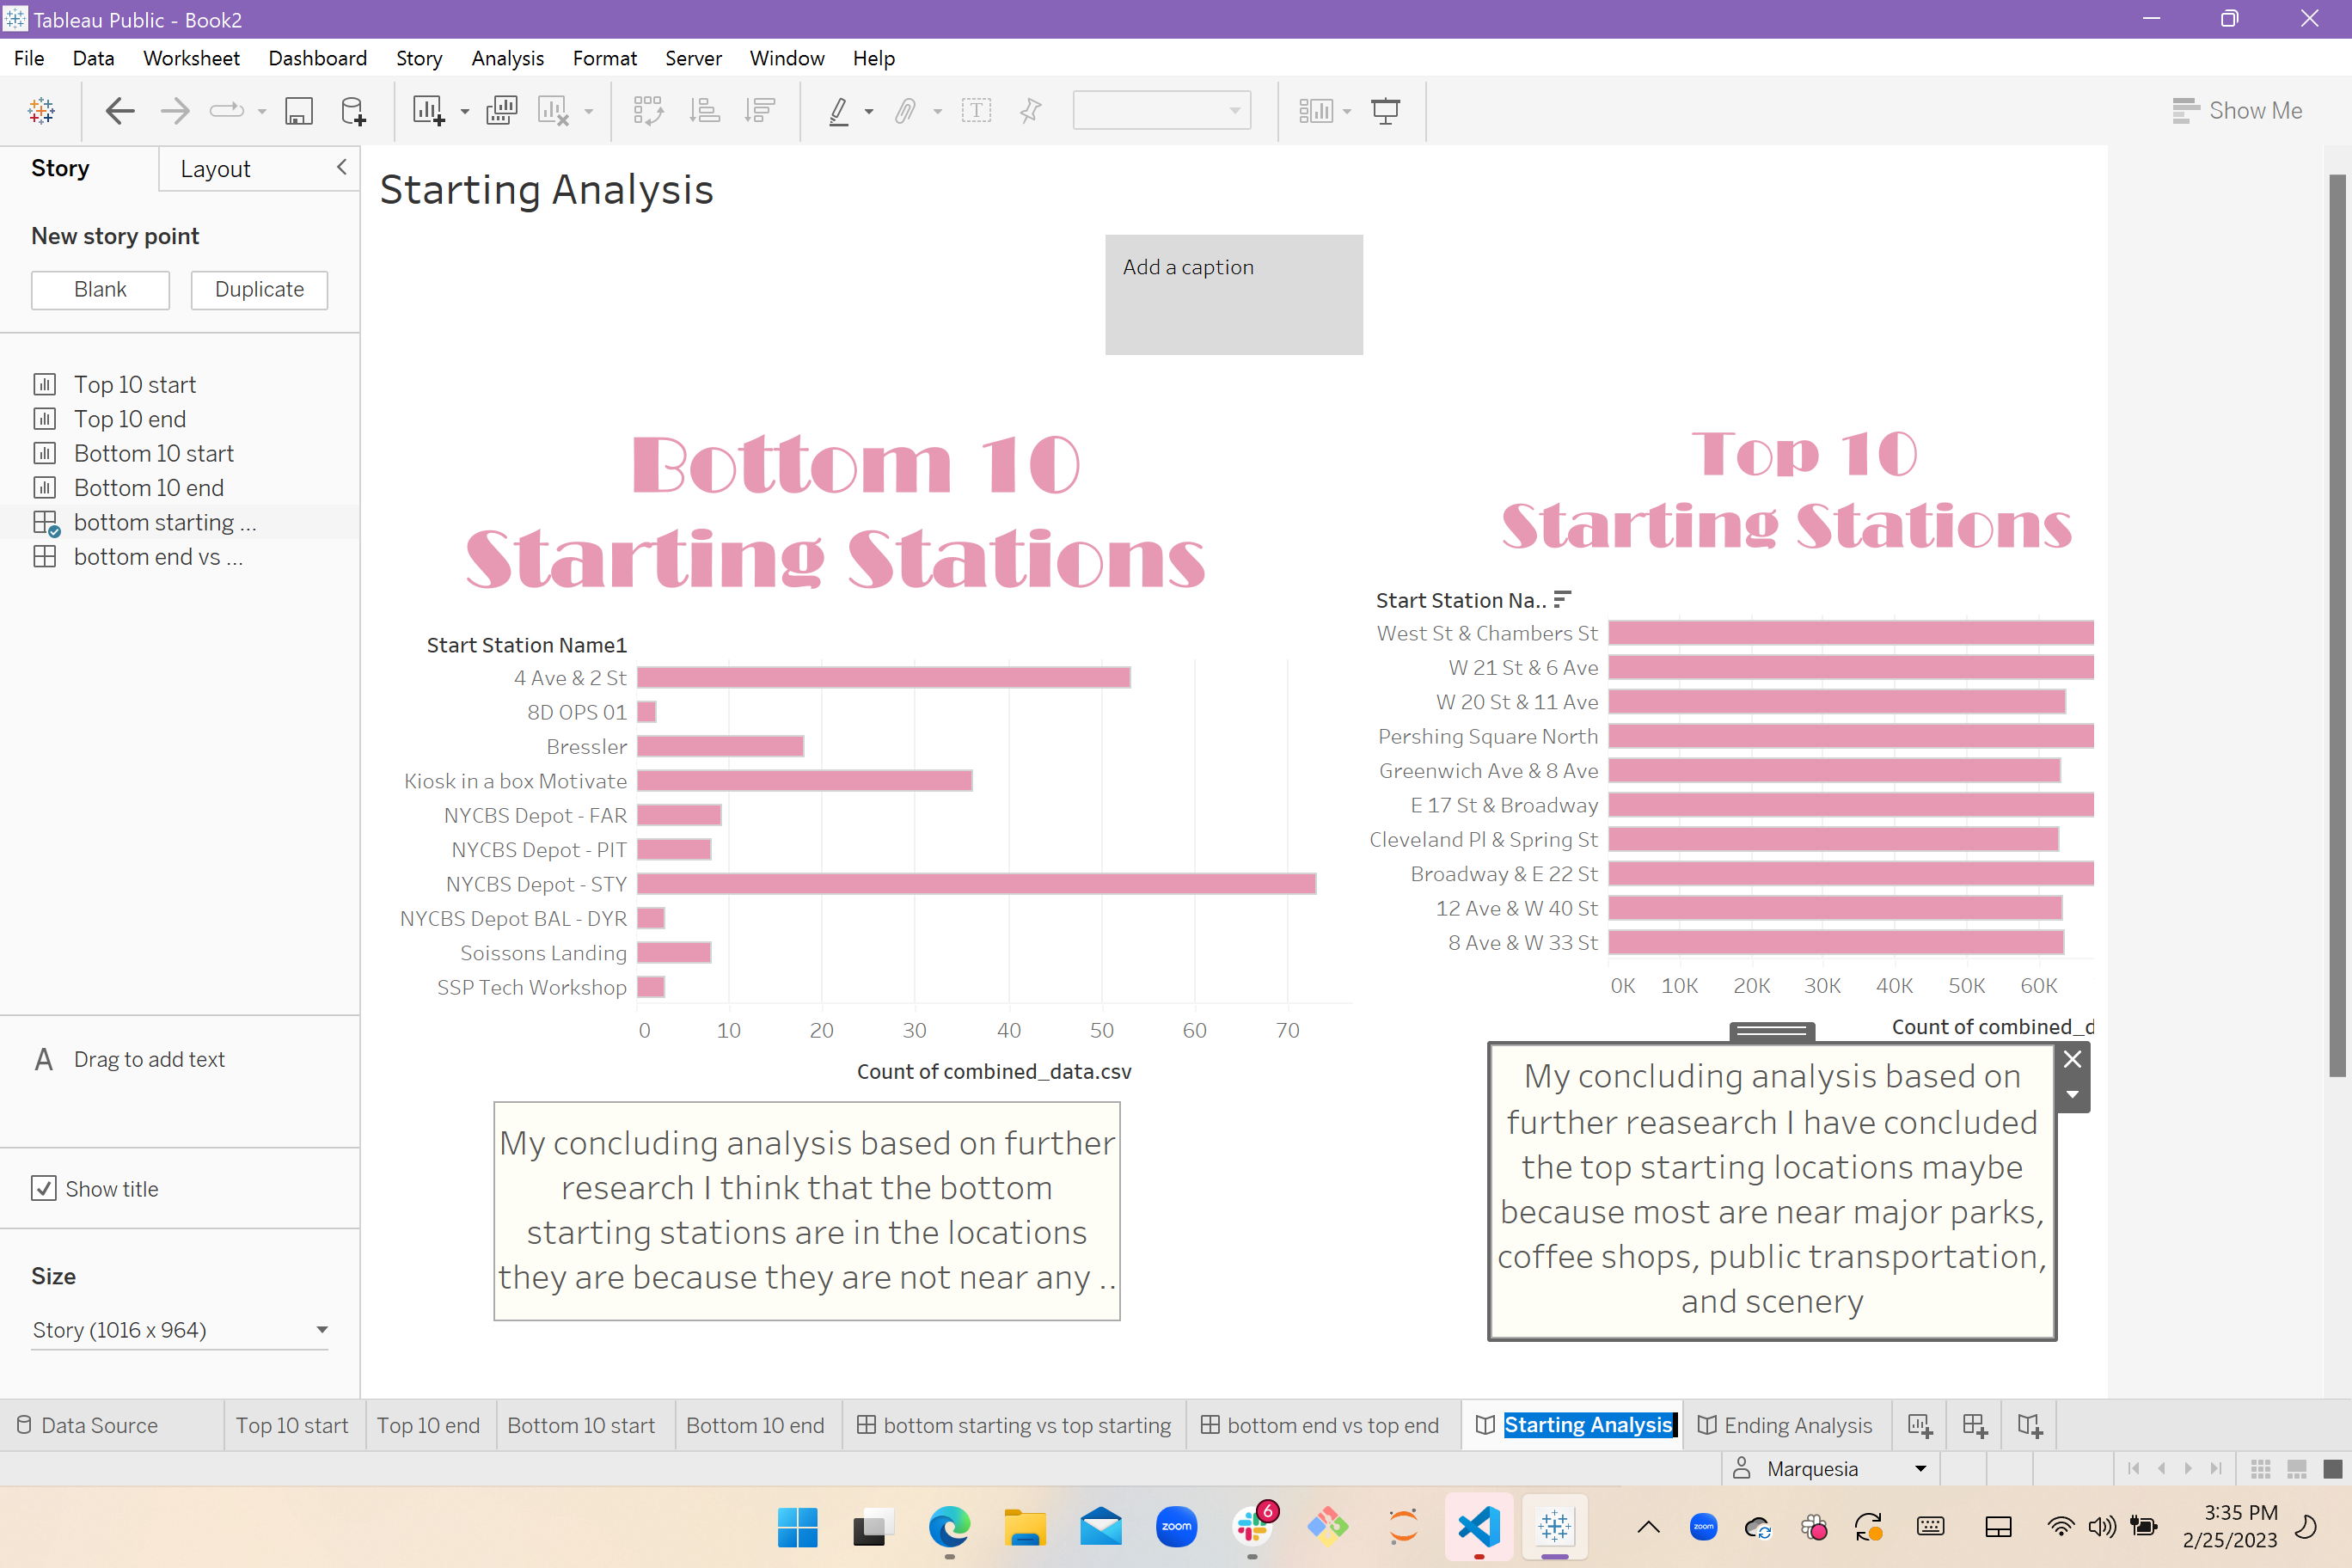 Tableau Public - Book2
File Data Worksheet Dashboard Story Analysis Format Server Window Help
Show Me
Story Layout
New story point
Blank Duplicate
Top 10 start
Top 10 end
Bottom 10 start
Bottom 10 end
bottom starting ...
bottom end vs ...
A Drag to add text
Show title
Size
Story (1016 x 964)
Starting Analysis
Add a caption
Bottom 10
Starting Stations
Start Station Name1
4 Ave & 2 St
8D OPS 01
Bressler
Kiosk in a box Motivate
NYCBS Depot - FAR
NYCBS Depot - PIT
NYCBS Depot - STY
NYCBS Depot BAL - DYR
Soissons Landing
SSP Tech Workshop
0 10 20 30 40 50 60 70
Count of combined_data.csv
My concluding analysis based on further
research I think that the bottom
starting stations are in the locations
they are because they are not near any ..
Top 10
Starting Stations
Start Station Na..
West St & Chambers St
W 21 St & 6 Ave
W 20 St & 11 Ave
Pershing Square North
Greenwich Ave & 8 Ave
E 17 St & Broadway
Cleveland Pl & Spring St
Broadway & E 22 St
12 Ave & W 40 St
8 Ave & W 33 St
0K 10K 20K 30K 40K 50K 60K
Count of combined_d
My concluding analysis based on
further reasearch I have concluded
the top starting locations maybe
because most are near major parks,
coffee shops, public transportation,
and scenery
Data Source Top 10 start Top 10 end Bottom 10 start Bottom 10 end bottom starting vs top starting bottom end vs top end Starting Analysis Ending Analysis
Marquesia
zoom 6 zoom
3:35 PM
2/25/2023